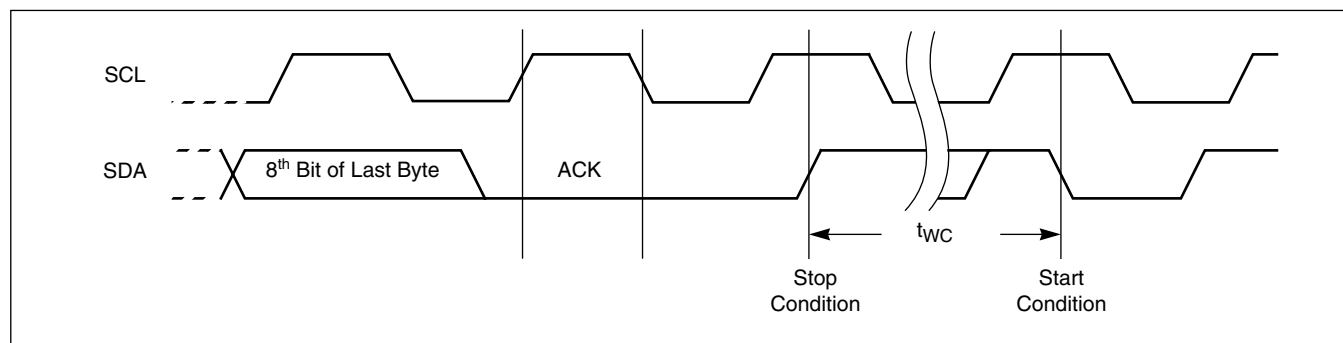 SCL
SDA
8th Bit of Last Byte
ACK
tWC
Stop
Condition
Start
Condition